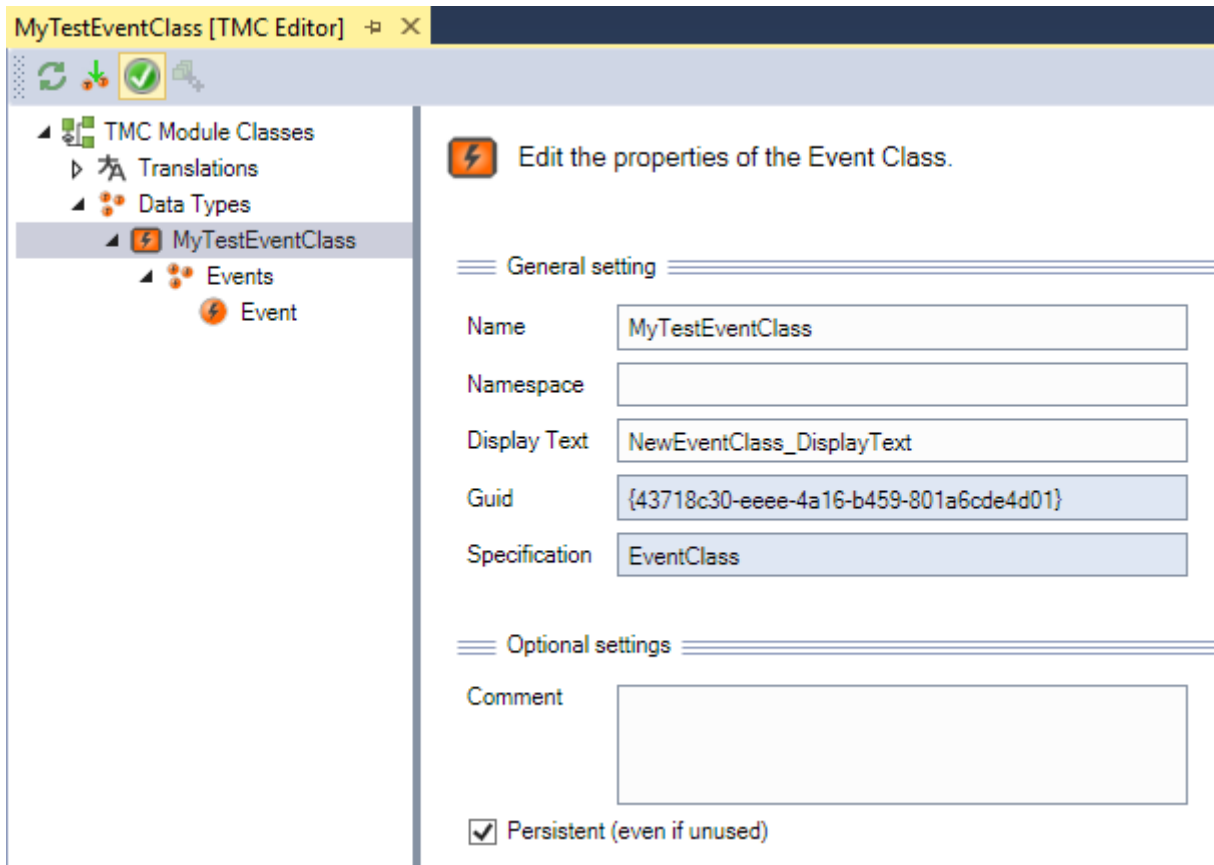 MyTestEventClass [TMC Editor]
TMC Module Classes
Translations
Data Types
MyTestEventClass
Events
Event
Edit the properties of the Event Class.
General setting
Name MyTestEventClass
Namespace
Display Text NewEventClass_DisplayText
Guid {43718c30-eeee-4a16-b459-801a6cde4d01}
Specification EventClass
Optional settings
Comment
Persistent (even if unused)